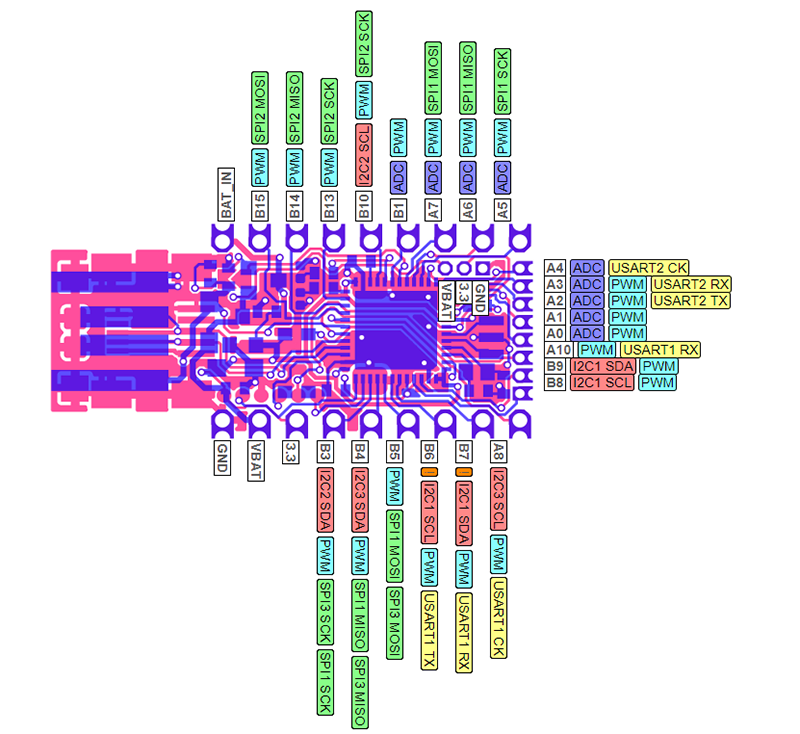 BAT_IN
B15 PWM SPI2 MOSI
B14 PWM SPI2 MISO
B13 PWM SPI2 SCK
B10 I2C2 SCL PWM SPI2 SCK
B1 ADC PWM
A7 ADC PWM SPI1 MOSI
A6 ADC PWM SPI1 MISO
A5 ADC PWM SPI1 SCK
A4 ADC USART2 CK
A3 ADC PWM USART2 RX
A2 ADC PWM USART2 TX
A1 ADC PWM
A0 ADC PWM
A10 PWM USART1 RX
B9 I2C1 SDA PWM
B8 I2C1 SCL PWM
VBAT
3.3
GND
GND
VBAT
3.3
B3 I2C2 SDA PWM SPI3 SCK SPI1 SCK
B4 I2C3 SDA PWM SPI1 MISO SPI3 MISO
B5 PWM SPI1 MOSI SPI3 MOSI
B6 I2C1 SCL PWM USART1 TX
B7 I2C1 SDA PWM USART1 RX
A8 I2C3 SCL PWM USART1 CK